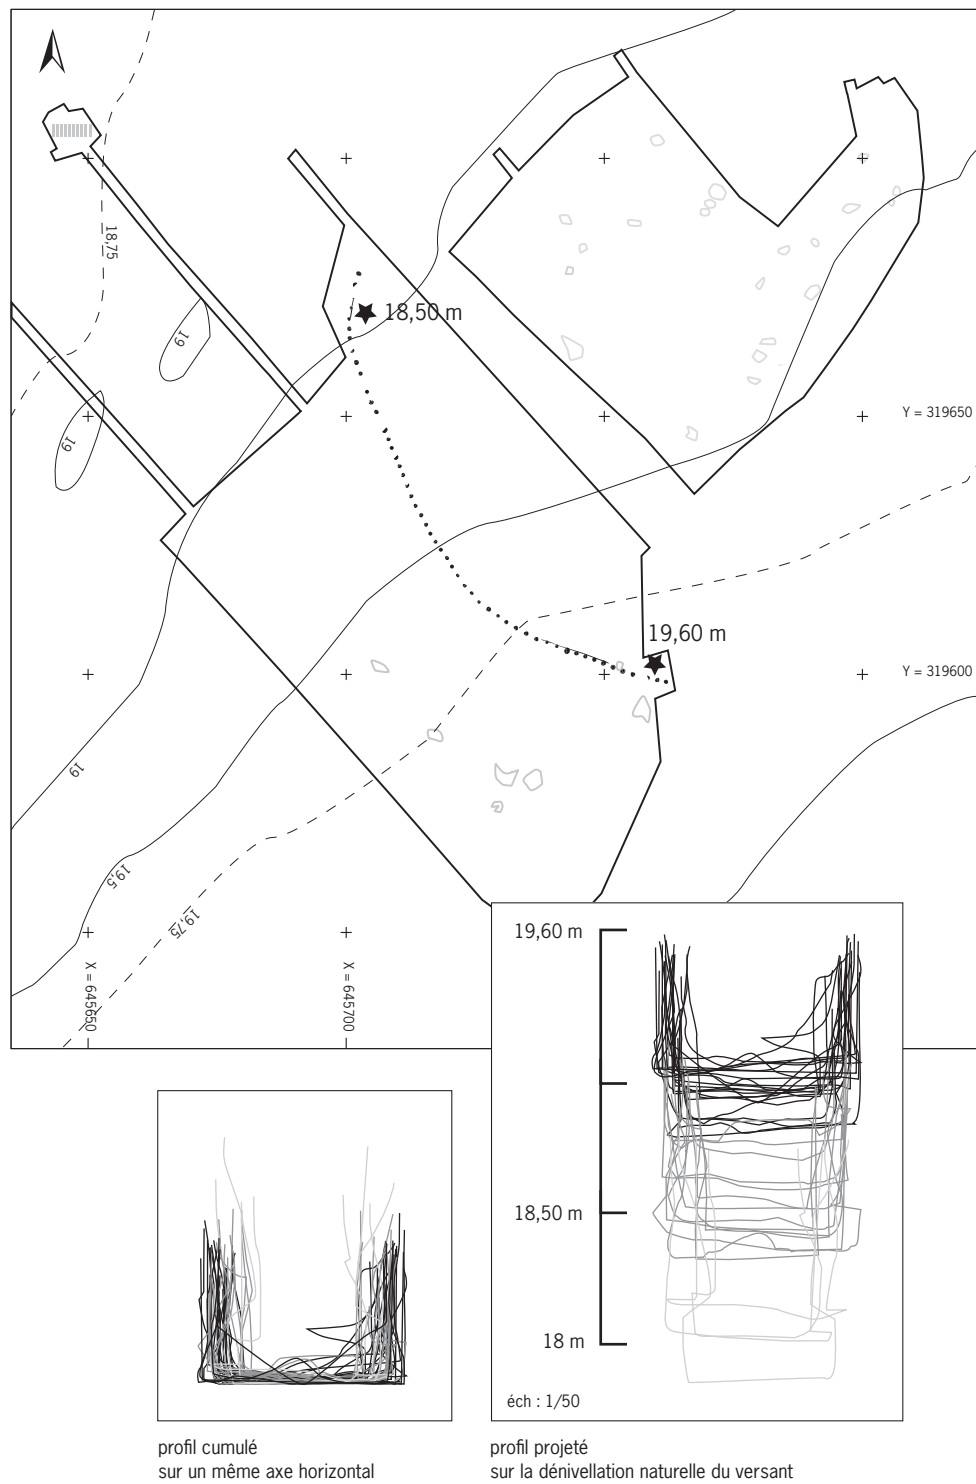 18,75
19
18,50 m
19
Y = 319650
19,60 m
Y = 319600
19
19,5
19,75
X = 645650
X = 645700
19,60 m
18,50 m
18 m
éch : 1/50
profil cumulé
sur un même axe horizontal
profil projeté
sur la dénivellation naturelle du versant